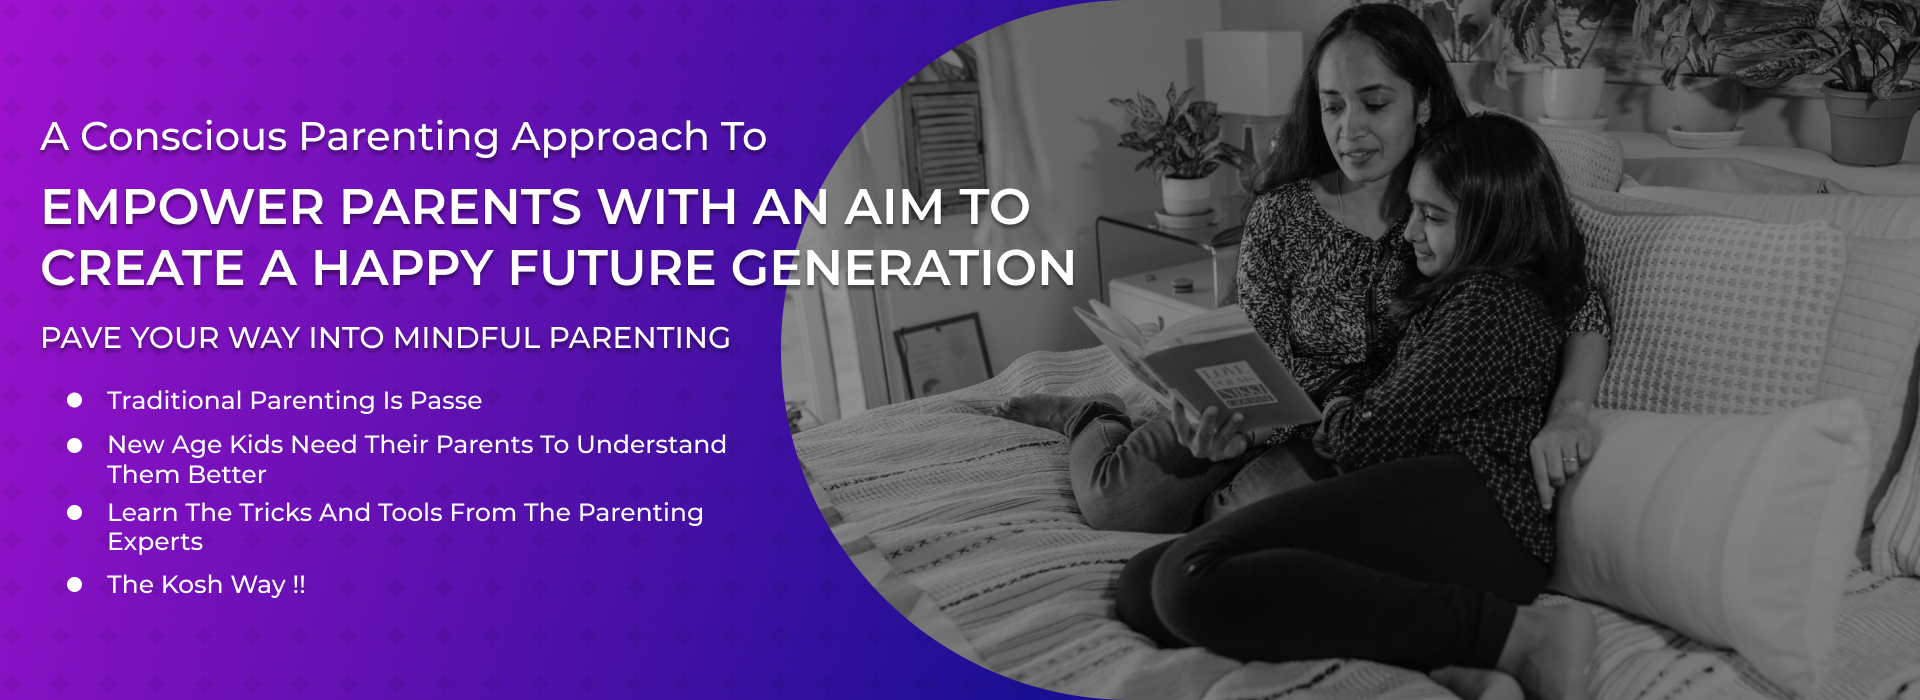 A Conscious Parenting Approach To
EMPOWER PARENTS WITH AN AIM TO
CREATE A HAPPY FUTURE GENERATION
PAVE YOUR WAY INTO MINDFUL PARENTING
Traditional Parenting Is Passe
New Age Kids Need Their Parents To Understand
Them Better
Learn The Tricks And Tools From The Parenting
Experts
The Kosh Way !!
LOVE